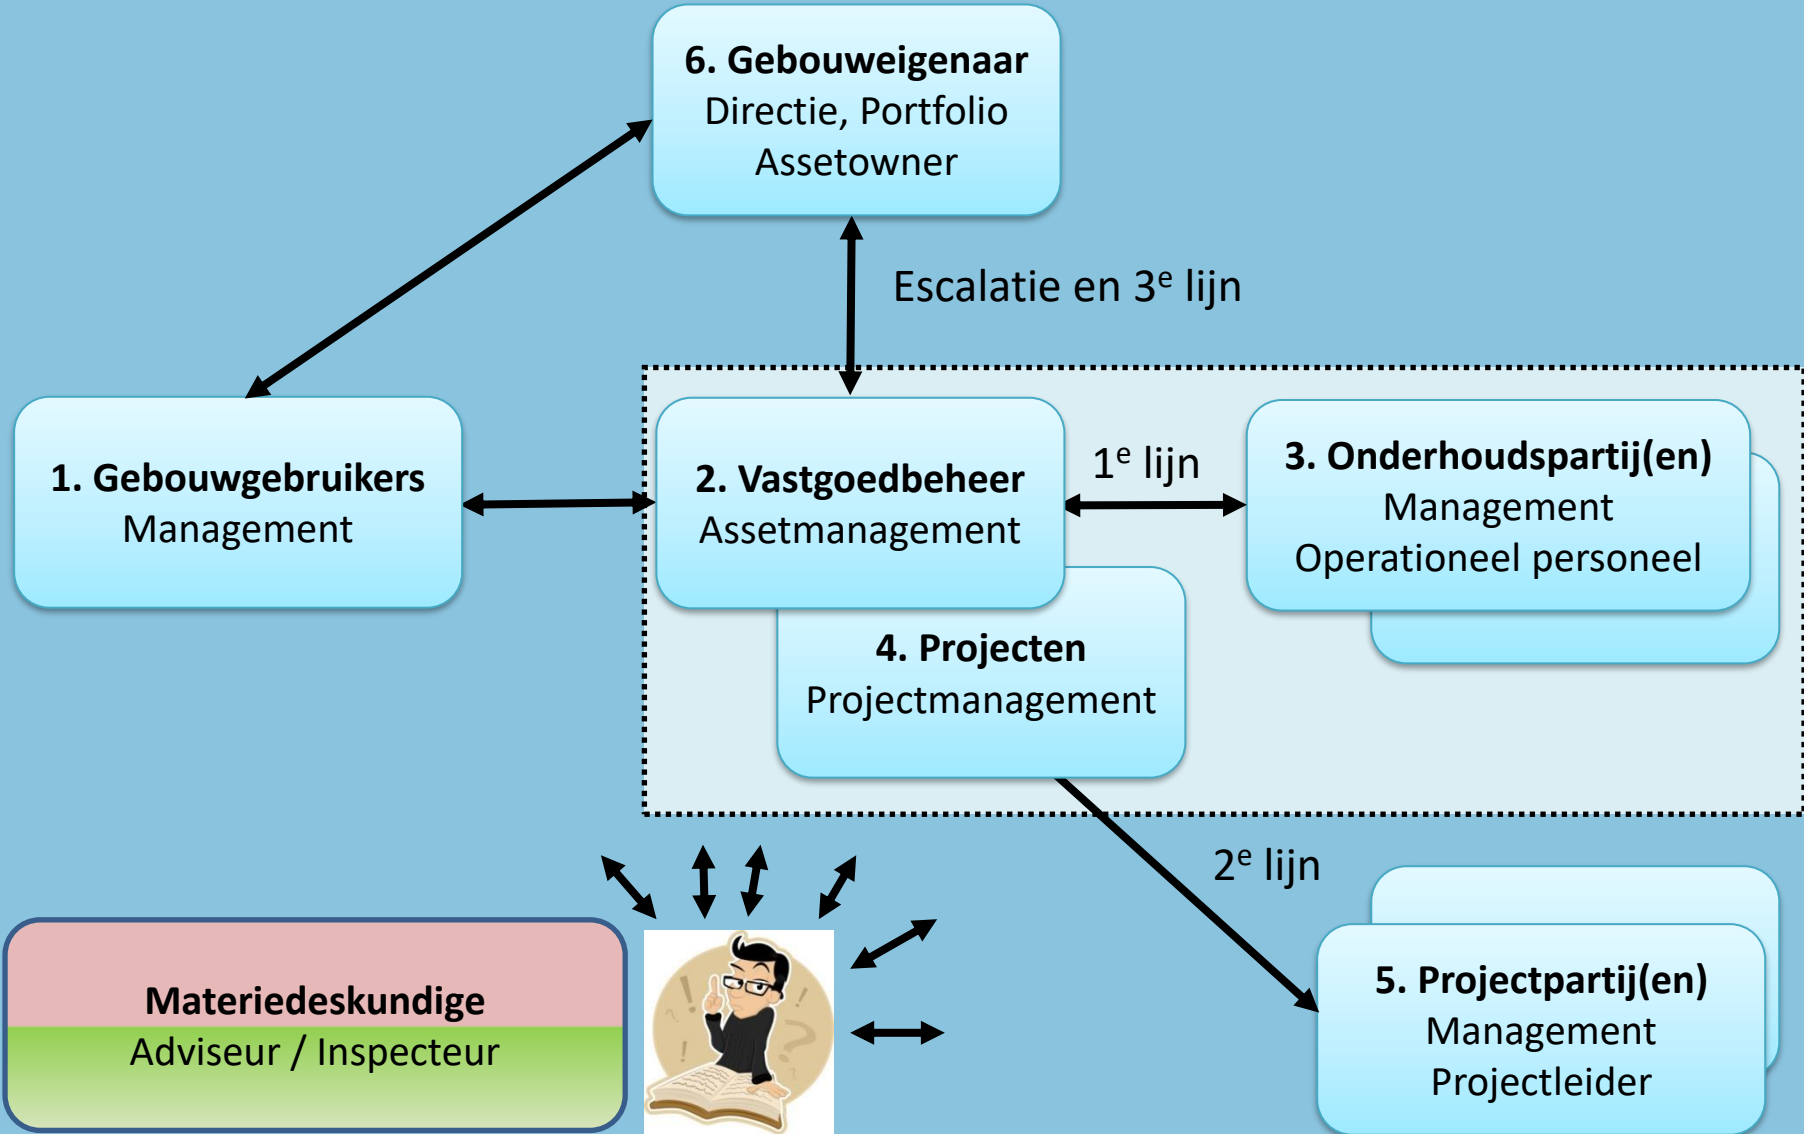 6. Gebouweigenaar
Directie, Portfolio
Assetowner
Escalatie en 3e lijn
1. Gebouwgebruikers
Management
2. Vastgoedbeheer
Assetmanagement
1e lijn
3. Onderhoudspartij(en)
Management
Operationeel personeel
4. Projecten
Projectmanagement
2e lijn
5. Projectpartij(en)
Management
Projectleider
Materiedeskundige
Adviseur / Inspecteur